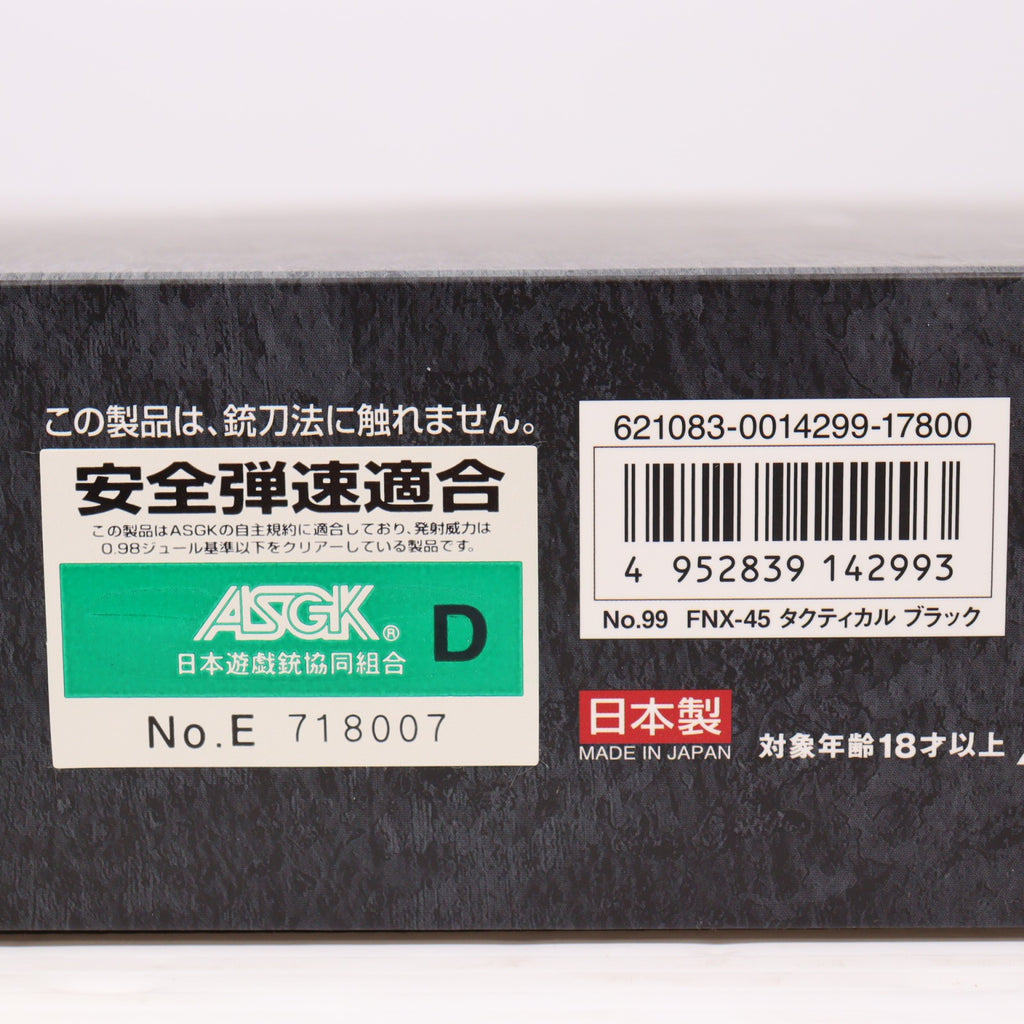 この製品は、銃刀法に触れません。
安全弾速適合
この製品はASGKの自主規約に適合しており、発射威力は
0.98ジュール基準以下をクリアーしている製品です。
ASGK® D
日本遊戯銃協同組合
No.E 718007
621083-0014299-17800
4 952839 142993
No.99 FNX-45 タクティカル ブラック
日本製
MADE IN JAPAN
対象年齢18才以上